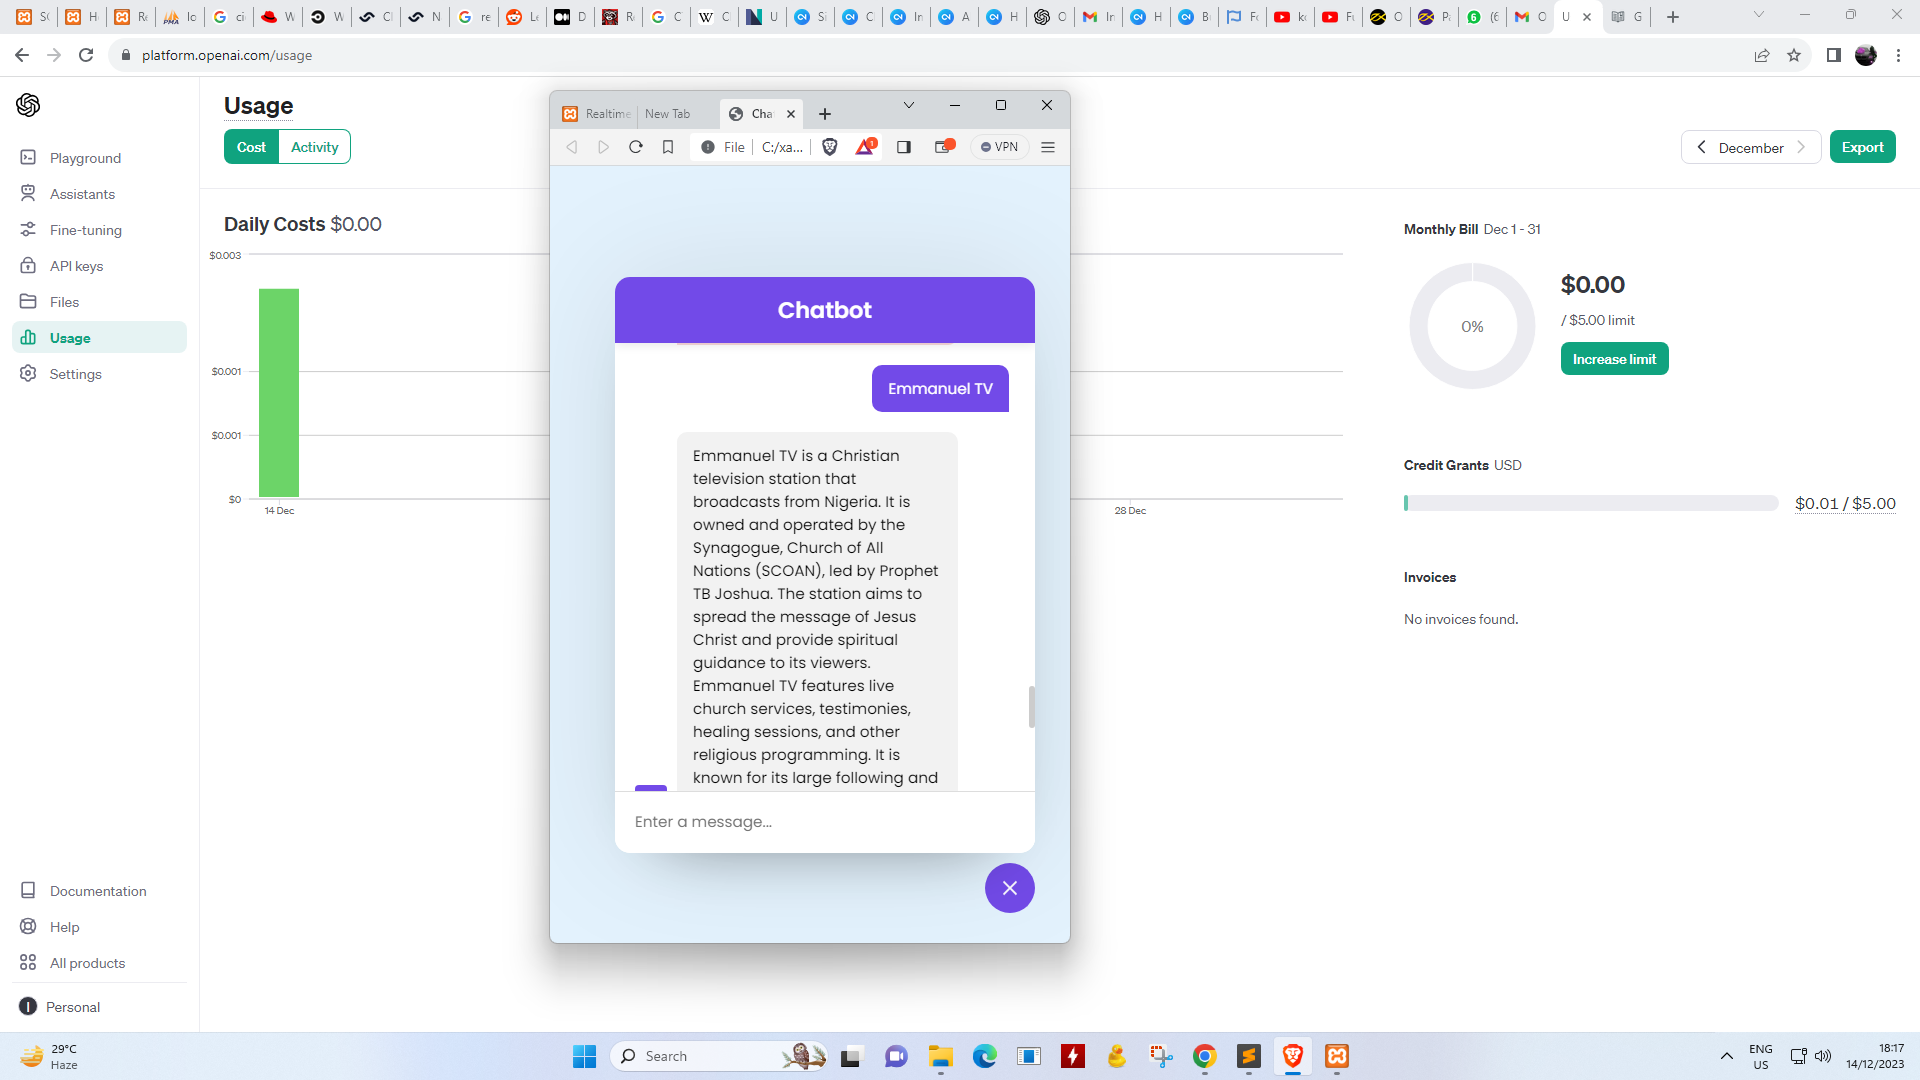 platform.openai.com/usage
Playground
Assistants
Fine-tuning
API keys
Files
Usage
Settings
Documentation
Help
All products
Personal
Usage
Cost
Activity
December
Export
Daily Costs $0.00
$0.003
$0.001
$0.001
$0
14 Dec
28 Dec
Realtime
New Tab
Cha
File
C:/xa...
1
VPN
Chatbot
Emmanuel TV
Emmanuel TV is a Christian
television station that
broadcasts from Nigeria. It is
owned and operated by the
Synagogue, Church of All
Nations (SCOAN), led by Prophet
TB Joshua. The station aims to
spread the message of Jesus
Christ and provide spiritual
guidance to its viewers.
Emmanuel TV features live
church services, testimonies,
healing sessions, and other
religious programming. It is
known for its large following and
Enter a message...
Monthly Bill Dec 1 - 31
0%
$0.00
/ $5.00 limit
Increase limit
Credit Grants USD
$0.01 / $5.00
Invoices
No invoices found.
29°C
Haze
Search
ENG
US
18:17
14/12/2023